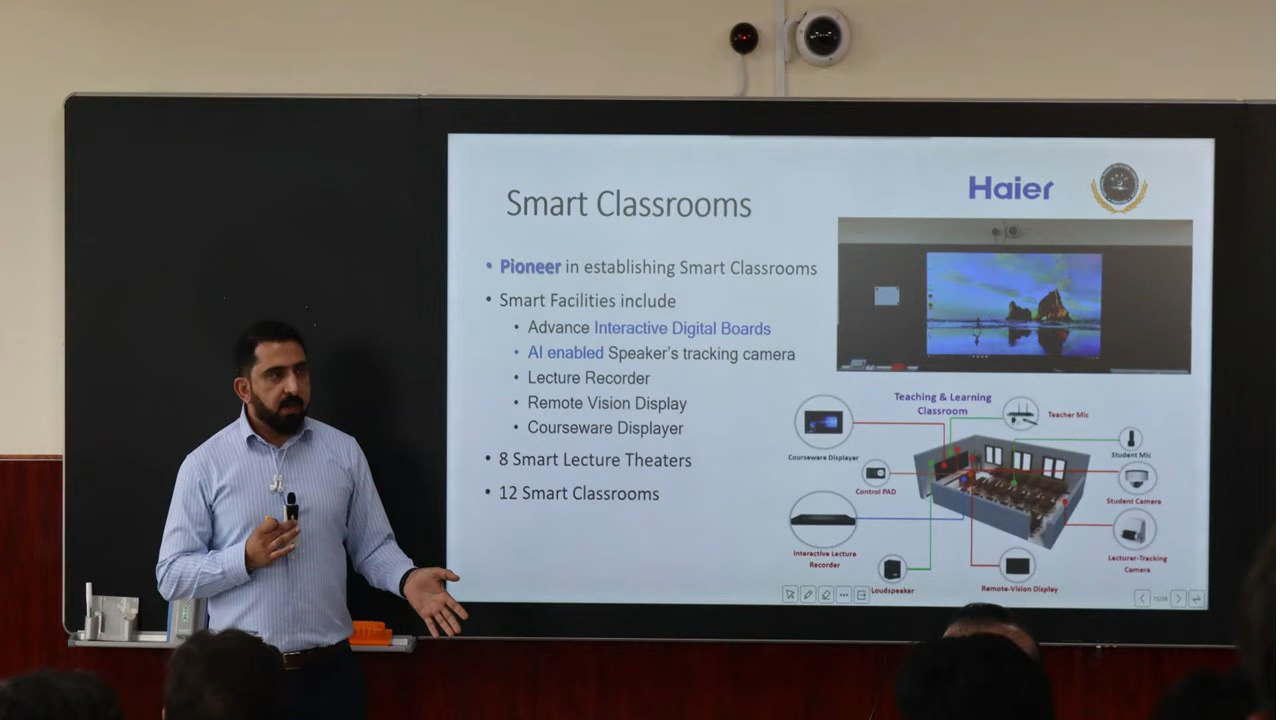 Smart Classrooms
Haier
• Pioneer in establishing Smart Classrooms
• Smart Facilities include
• Advance Interactive Digital Boards
• AI enabled Speaker's tracking camera
• Lecture Recorder
• Remote Vision Display
• Courseware Displayer
• 8 Smart Lecture Theaters
• 12 Smart Classrooms
Teaching & Learning
Classroom
Teacher Mic
Courseware Displayer
Student Mic
Control PAD
Student Camera
Interactive Lecture
Recorder
Lecturer-Tracking
Camera
Loudspeaker
Remote-Vision Display